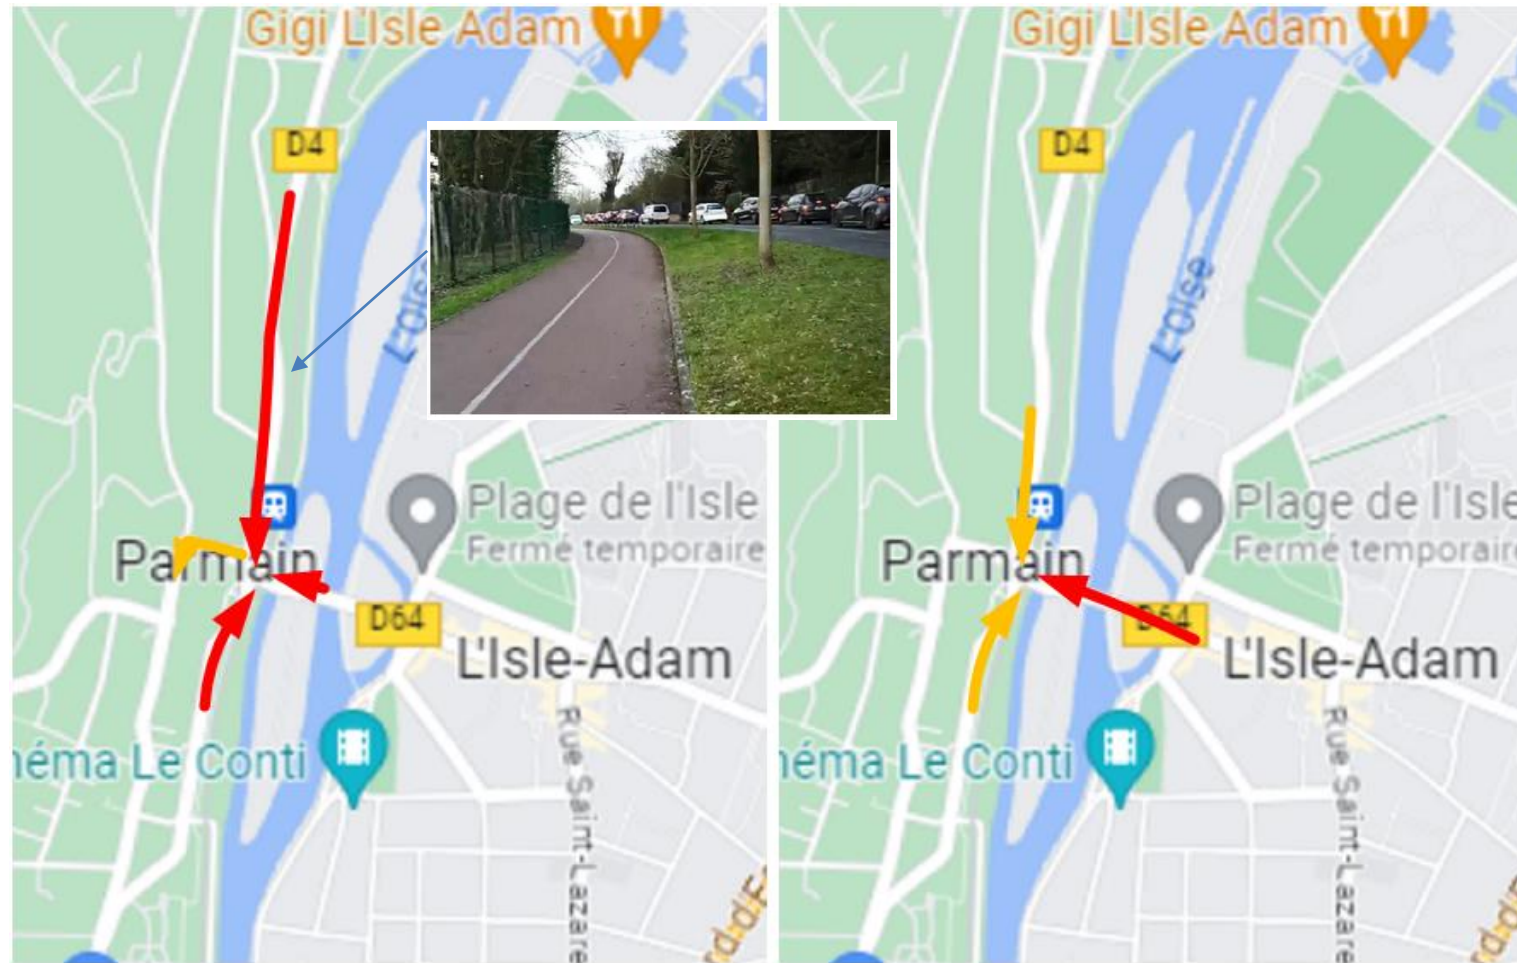 Gigi L'Isle Adam
D4
L'Oise
Plage de l'Isle
Fermé temporaire
Parmain
D64
L'Isle-Adam
néma Le Conti
Rue Saint-Lazare
Gigi L'Isle Adam
D4
L'Oise
Plage de l'Isle
Fermé temporaire
Parmain
D64
L'Isle-Adam
néma Le Conti
Rue Saint-Lazare